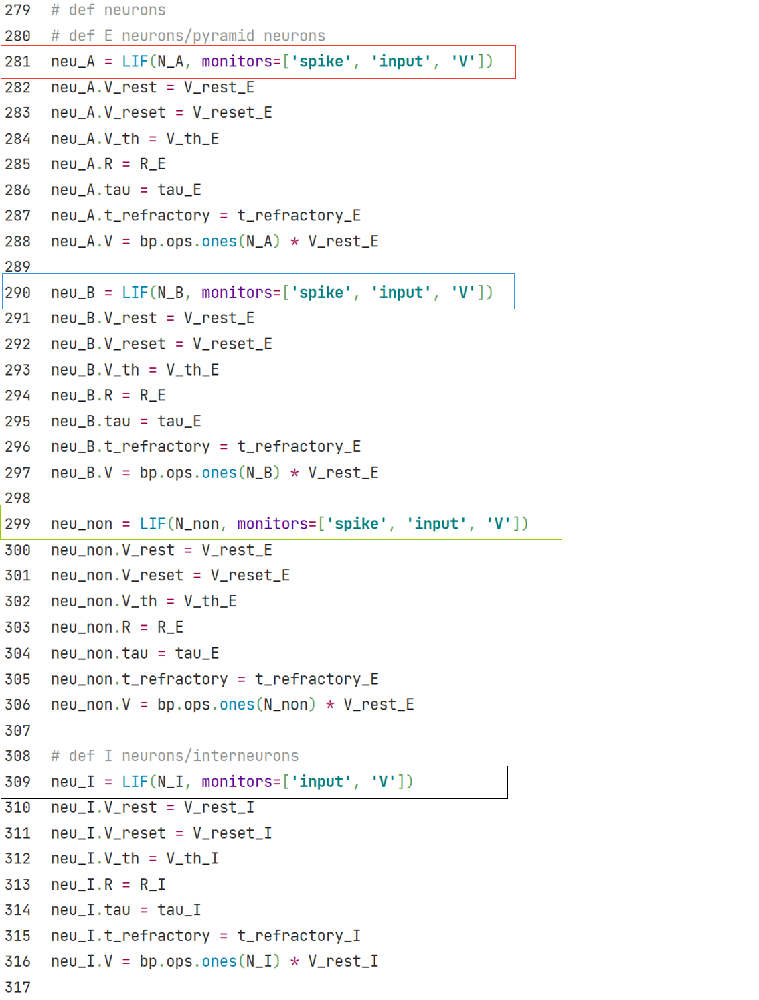 279 # def neurons
280 # def E neurons/pyramid neurons
281 neu_A = LIF(N_A, monitors=['spike', 'input', 'V'])
282 neu_A.V_rest = V_rest_E
283 neu_A.V_reset = V_reset_E
284 neu_A.V_th = V_th_E
285 neu_A.R = R_E
286 neu_A.tau = tau_E
287 neu_A.t_refractory = t_refractory_E
288 neu_A.V = bp.ops.ones(N_A) * V_rest_E
289
290 neu_B = LIF(N_B, monitors=['spike', 'input', 'V'])
291 neu_B.V_rest = V_rest_E
292 neu_B.V_reset = V_reset_E
293 neu_B.V_th = V_th_E
294 neu_B.R = R_E
295 neu_B.tau = tau_E
296 neu_B.t_refractory = t_refractory_E
297 neu_B.V = bp.ops.ones(N_B) * V_rest_E
298
299 neu_non = LIF(N_non, monitors=['spike', 'input', 'V'])
300 neu_non.V_rest = V_rest_E
301 neu_non.V_reset = V_reset_E
302 neu_non.V_th = V_th_E
303 neu_non.R = R_E
304 neu_non.tau = tau_E
305 neu_non.t_refractory = t_refractory_E
306 neu_non.V = bp.ops.ones(N_non) * V_rest_E
307
308 # def I neurons/interneurons
309 neu_I = LIF(N_I, monitors=['input', 'V'])
310 neu_I.V_rest = V_rest_I
311 neu_I.V_reset = V_reset_I
312 neu_I.V_th = V_th_I
313 neu_I.R = R_I
314 neu_I.tau = tau_I
315 neu_I.t_refractory = t_refractory_I
316 neu_I.V = bp.ops.ones(N_I) * V_rest_I
317